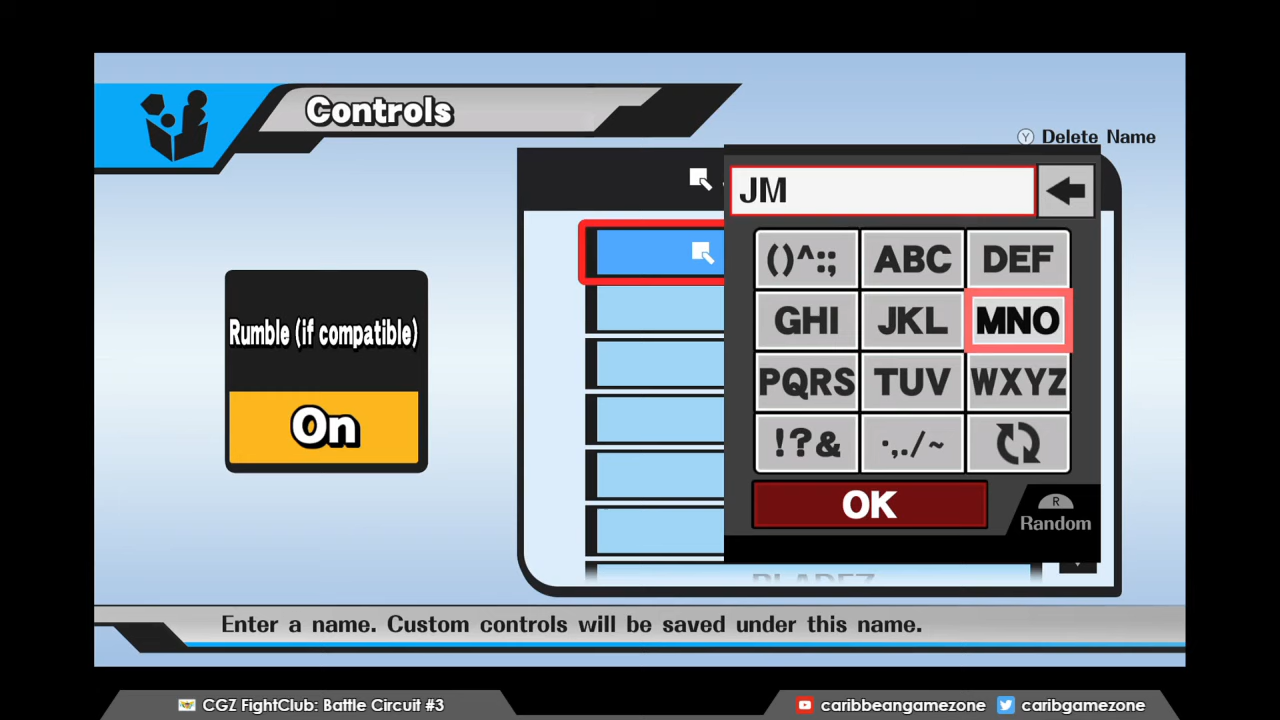 Controls
Y Delete Name
JM
()^:; ABC DEF
GHI JKL MNO
PQRS TUV WXYZ
!?& ·,./~
OK
R
Random
Rumble (if compatible)
On
Enter a name. Custom controls will be saved under this name.
CGZ FightClub: Battle Circuit #3
caribbeangamezone
caribgamezone